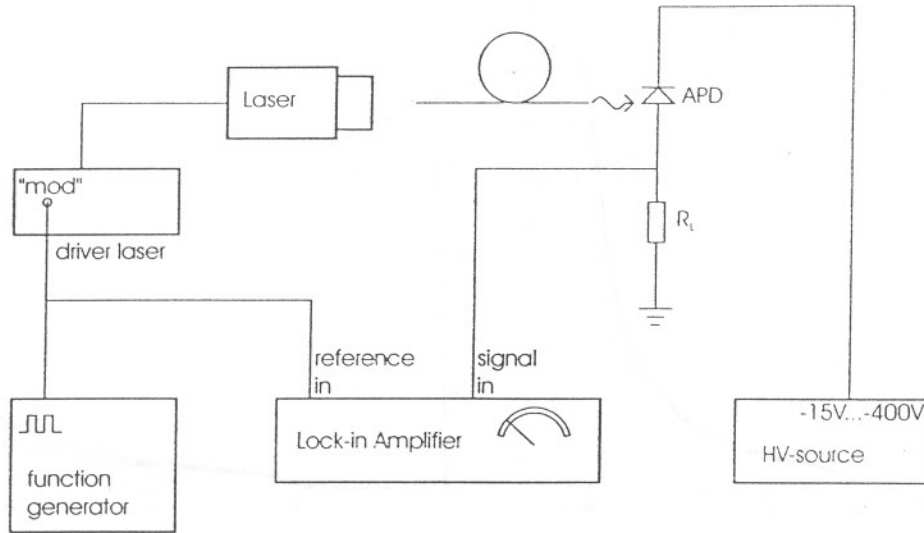 Laser
APD
"mod"
R_L
driver laser
reference
in
signal
in
-15V...-400V
Lock-in Amplifier
HV-source
function
generator